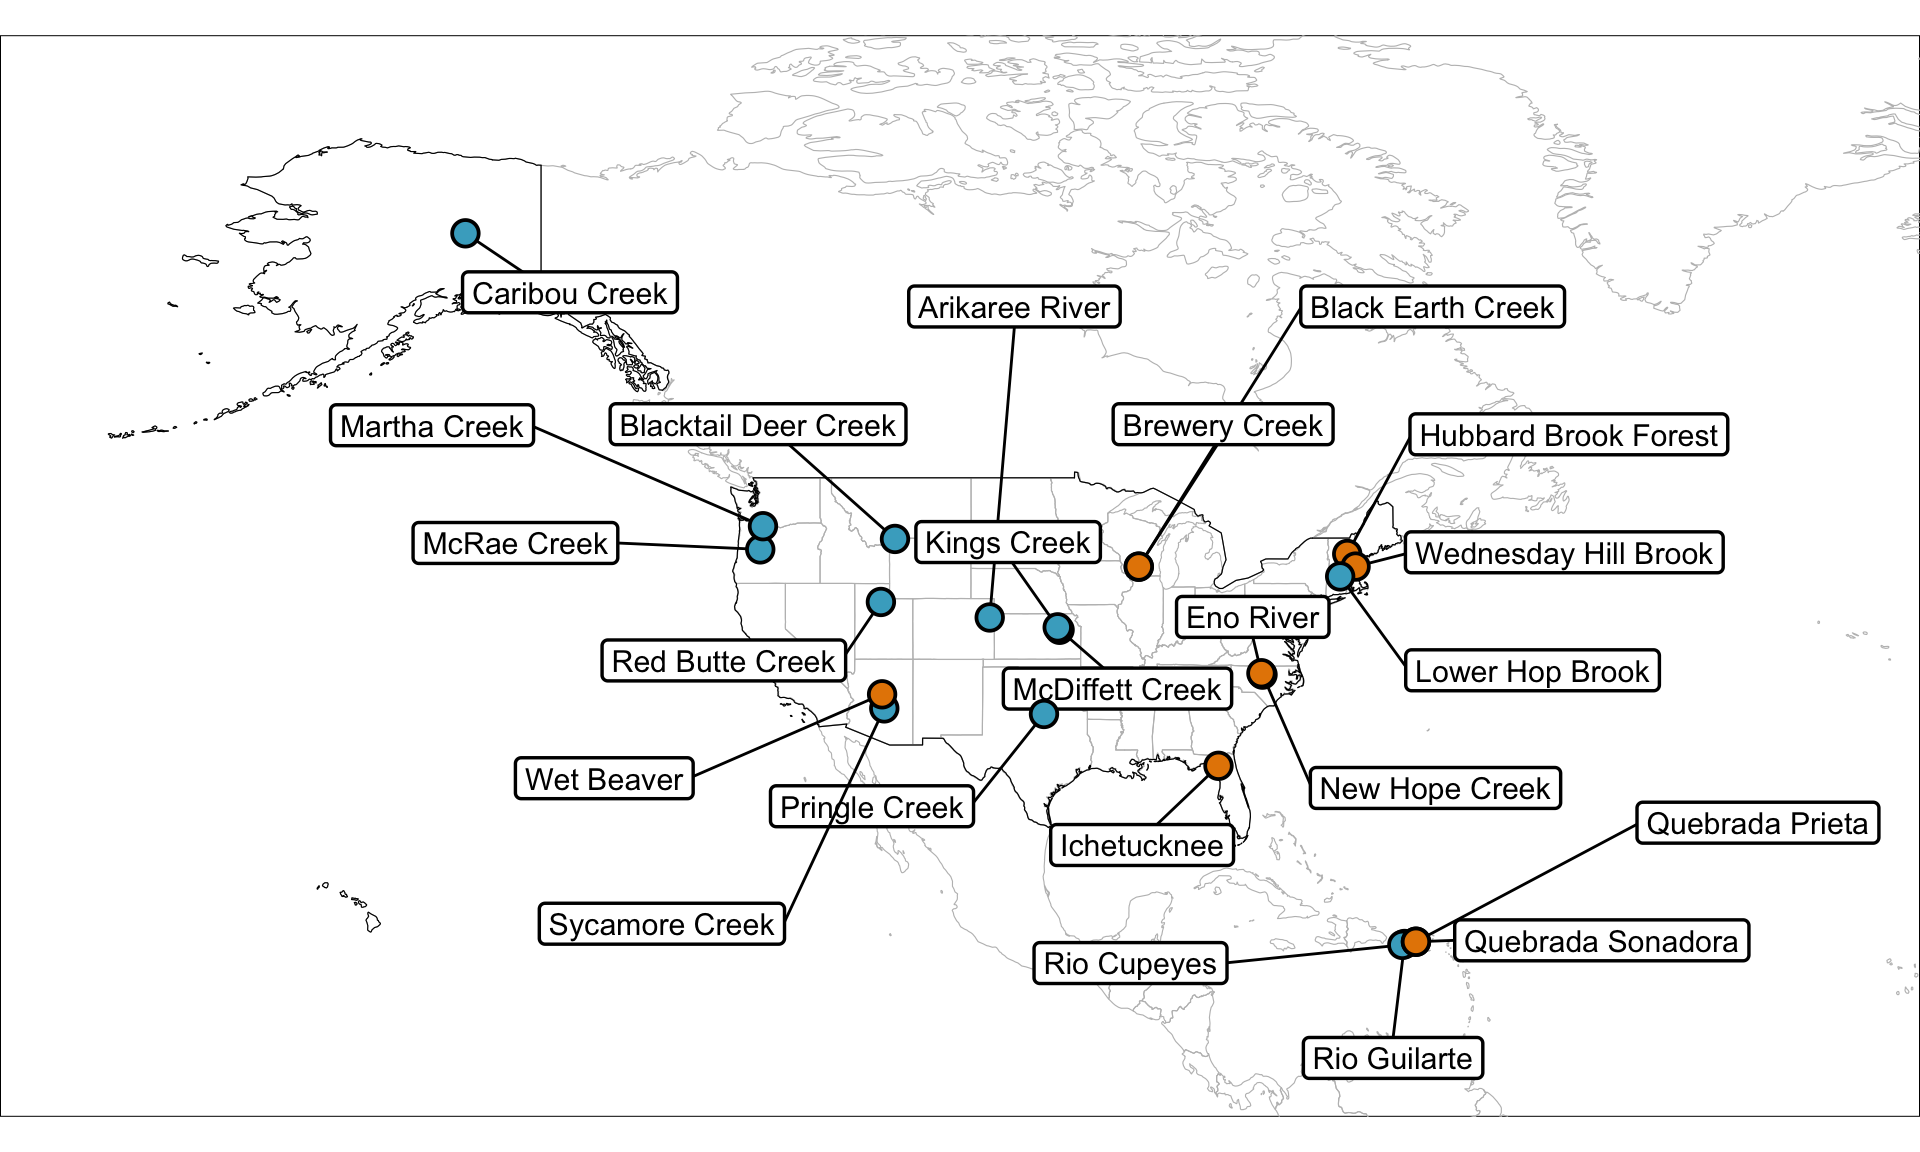 Caribou Creek
Arikaree River
Black Earth Creek
Martha Creek
Blacktail Deer Creek
Brewery Creek
Hubbard Brook Forest
McRae Creek
Kings Creek
Wednesday Hill Brook
Eno River
Red Butte Creek
Lower Hop Brook
McDiffett Creek
Wet Beaver
New Hope Creek
Pringle Creek
Quebrada Prieta
Ichetucknee
Sycamore Creek
Quebrada Sonadora
Rio Cupeyes
Rio Guilarte